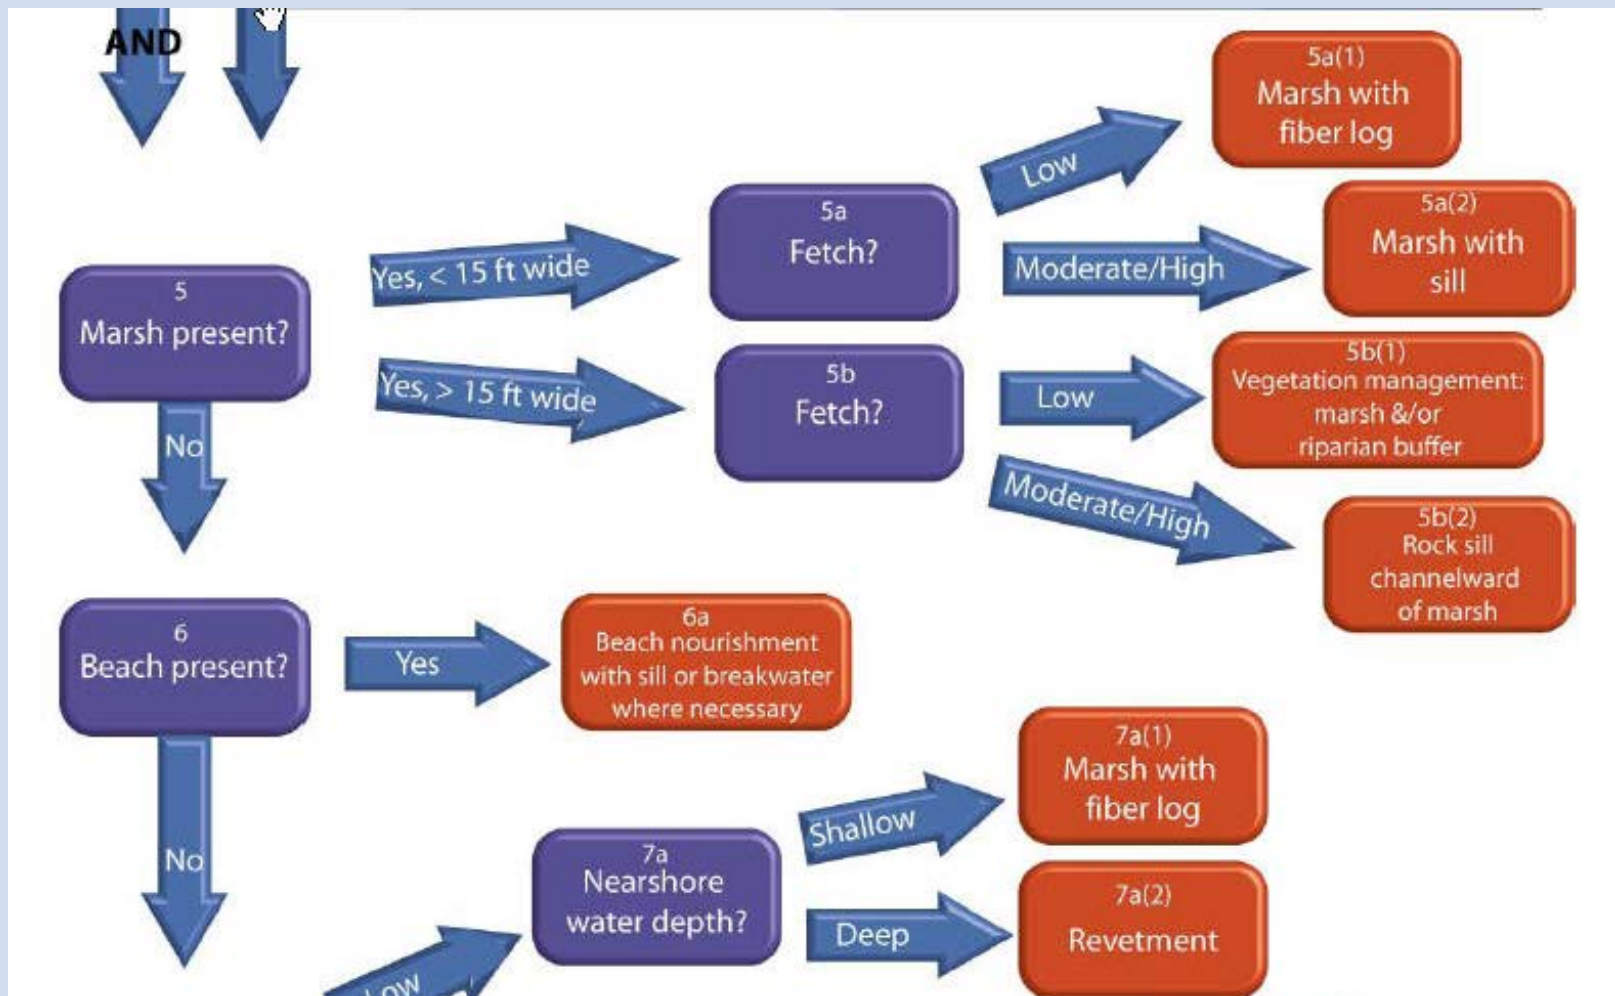 AND
5a(1)
Marsh with
fiber log
Low
5a
Fetch?
5a(2)
Marsh with
sill
Yes, < 15 ft wide
Moderate/High
5
Marsh present?
5b
Fetch?
5b(1)
Vegetation management:
marsh &/or
riparian buffer
Yes, > 15 ft wide
Low
No
Moderate/High
5b(2)
Rock sill
channelward
of marsh
6
Beach present?
Yes
6a
Beach nourishment
with sill or breakwater
where necessary
7a(1)
Marsh with
fiber log
Shallow
No
7a
Nearshore
water depth?
7a(2)
Revetment
Deep
Low